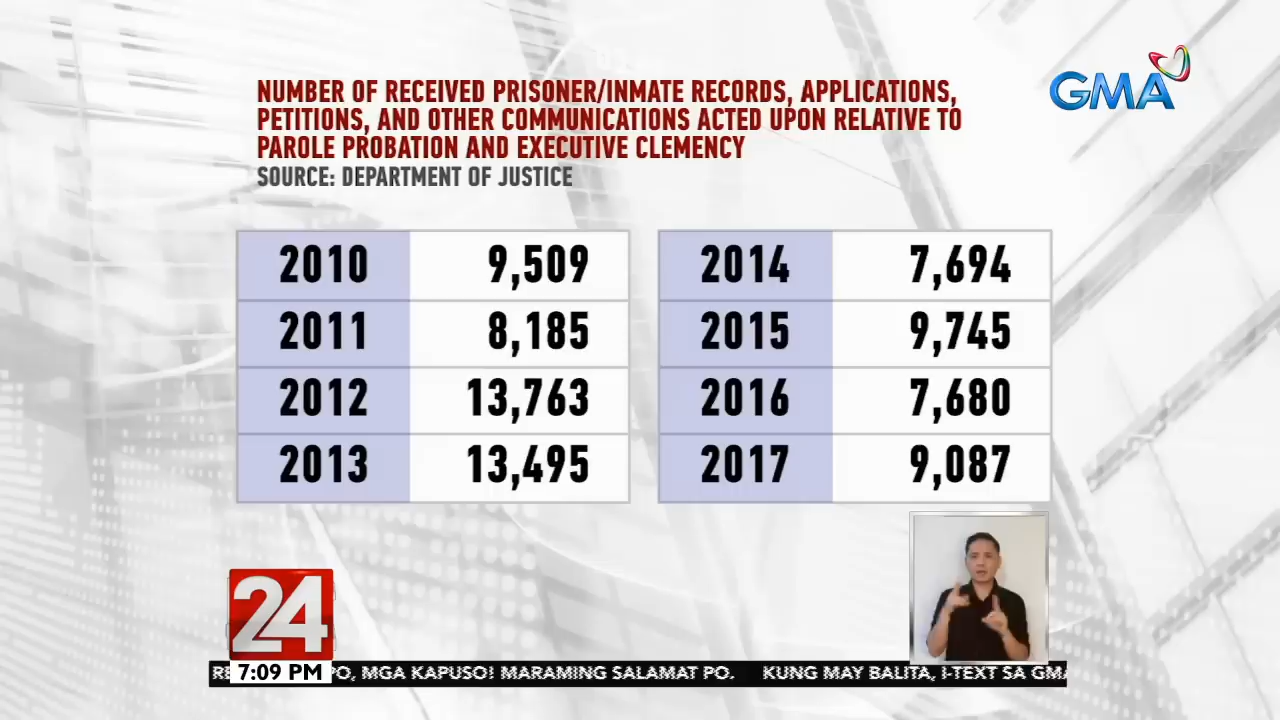 NUMBER OF RECEIVED PRISONER/INMATE RECORDS, APPLICATIONS,
PETITIONS, AND OTHER COMMUNICATIONS ACTED UPON RELATIVE TO
PAROLE PROBATION AND EXECUTIVE CLEMENCY
SOURCE: DEPARTMENT OF JUSTICE
GMA
2010 9,509 2014 7,694
2011 8,185 2015 9,745
2012 13,763 2016 7,680
2013 13,495 2017 9,087
24
7:09 PM
PO, MGA KAPUSO! MARAMING SALAMAT PO. KUNG MAY BALITA, I-TEXT SA GMA